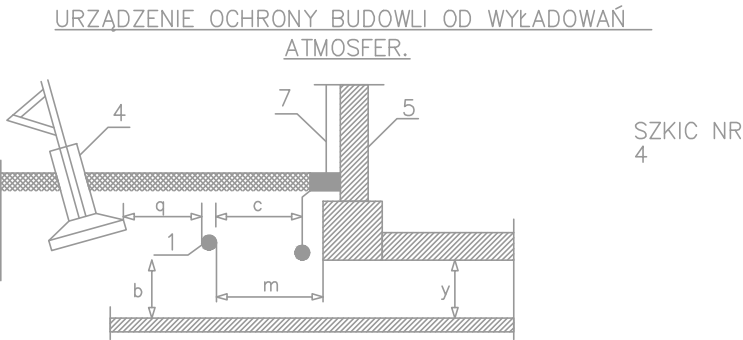 URZĄDZENIE OCHRONY BUDOWLI OD WYŁADOWAŃ
ATMOSFER.
4
7
5
SZKIC NR
4
q
c
1
b
m
y